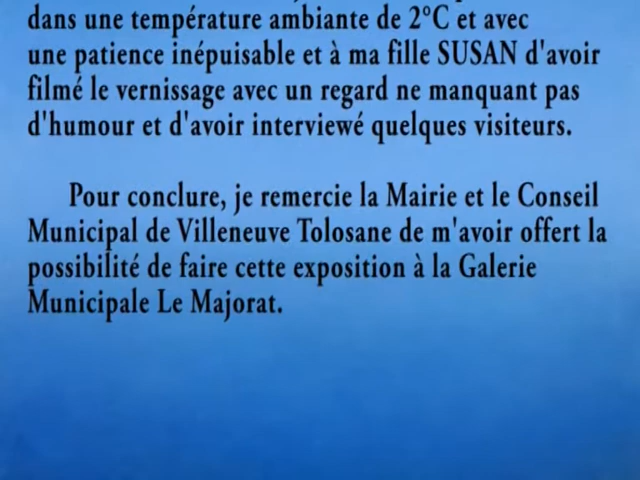 dans une température ambiante de 2°C et avec
une patience inépuisable et à ma fille SUSAN d'avoir
filmé le vernissage avec un regard ne manquant pas
d'humour et d'avoir interviewé quelques visiteurs.
Pour conclure, je remercie la Mairie et le Conseil
Municipal de Villeneuve Tolosane de m'avoir offert la
possibilité de faire cette exposition à la Galerie
Municipale Le Majorat.